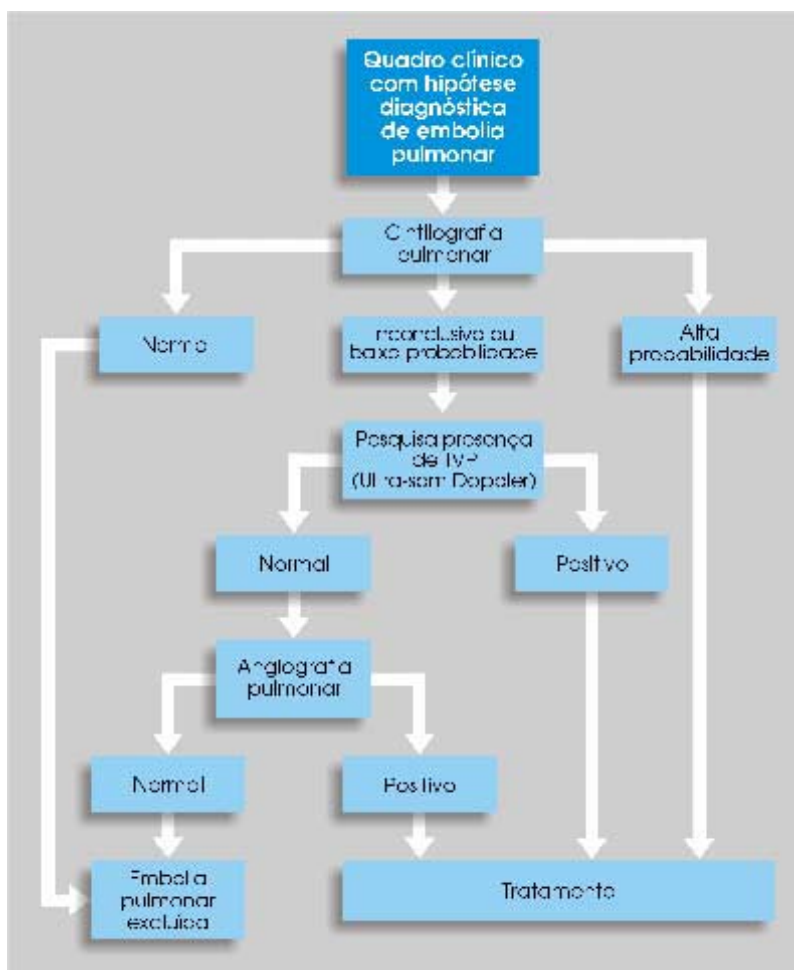 Quadro clínico
com hipótese
diagnóstica
de embolia
pulmonar
Cintilografia
pulmonar
Normal
Inconclusivo ou
baixa probabilidade
Alta
probabilidade
Pesquisa presença
de TVP
(Ultra-som Doppler)
Normal
Positivo
Angiografia
pulmonar
Normal
Positivo
Embolia
pulmonar
excluída
Tratamento